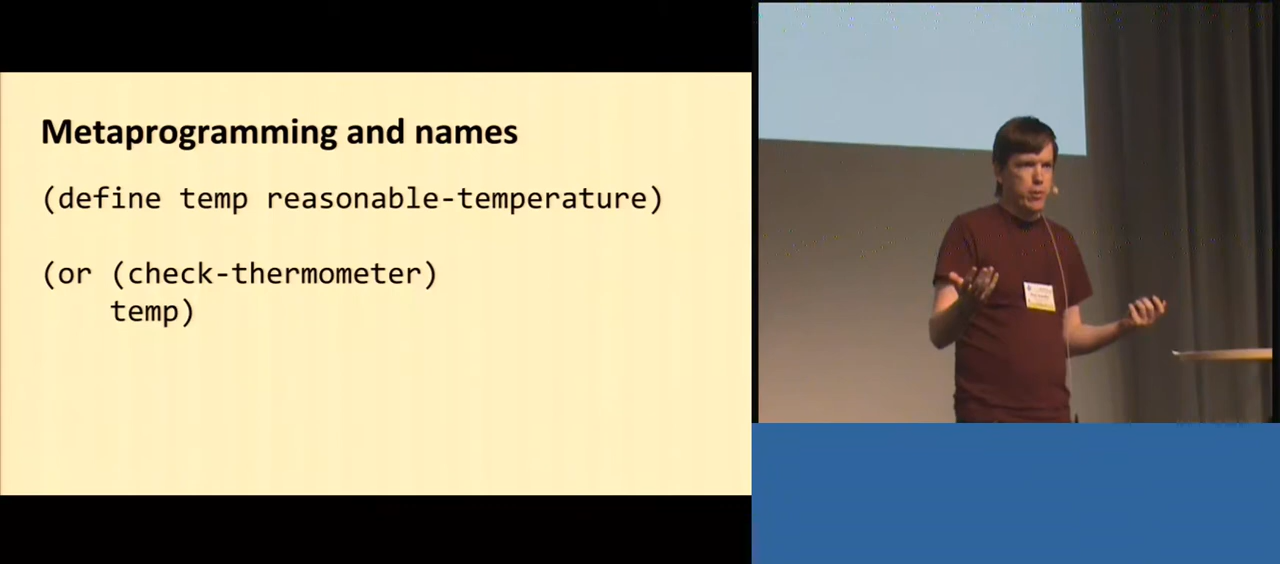 Metaprogramming and names
(define temp reasonable-temperature)
(or (check-thermometer)
temp)